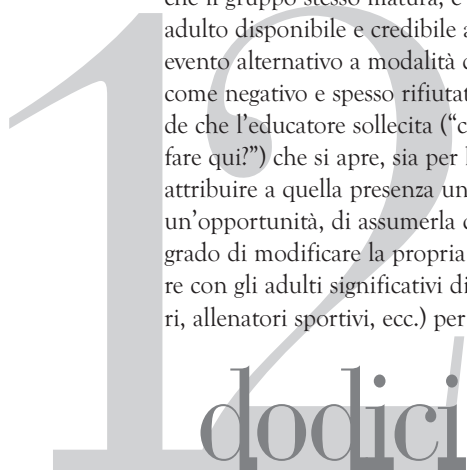 che il gruppo stesso matura, e
adulto disponibile e credibile a
evento alternativo a modalità
come negativo e spesso rifiutat
de che l'educatore sollecita ("c
fare qui?") che si apre, sia per
attribuire a quella presenza un
un'opportunità, di assumerla
grado di modificare la propria
re con gli adulti significativi di
ri, allenatori sportivi, ecc.) per
12
dodici